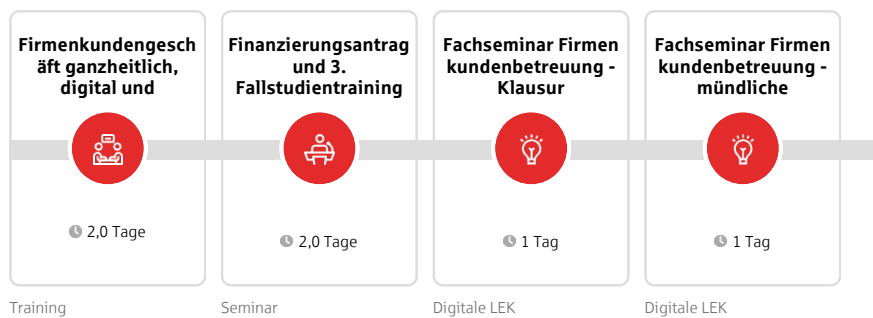 Firmenkundengesch
äft ganzheitlich,
digital und
2,0 Tage
Training
Finanzierungsantrag
und 3.
Fallstudientraining
2,0 Tage
Seminar
Fachseminar Firmen
kundenbetreuung -
Klausur
1 Tag
Digitale LEK
Fachseminar Firmen
kundenbetreuung -
mündliche
1 Tag
Digitale LEK